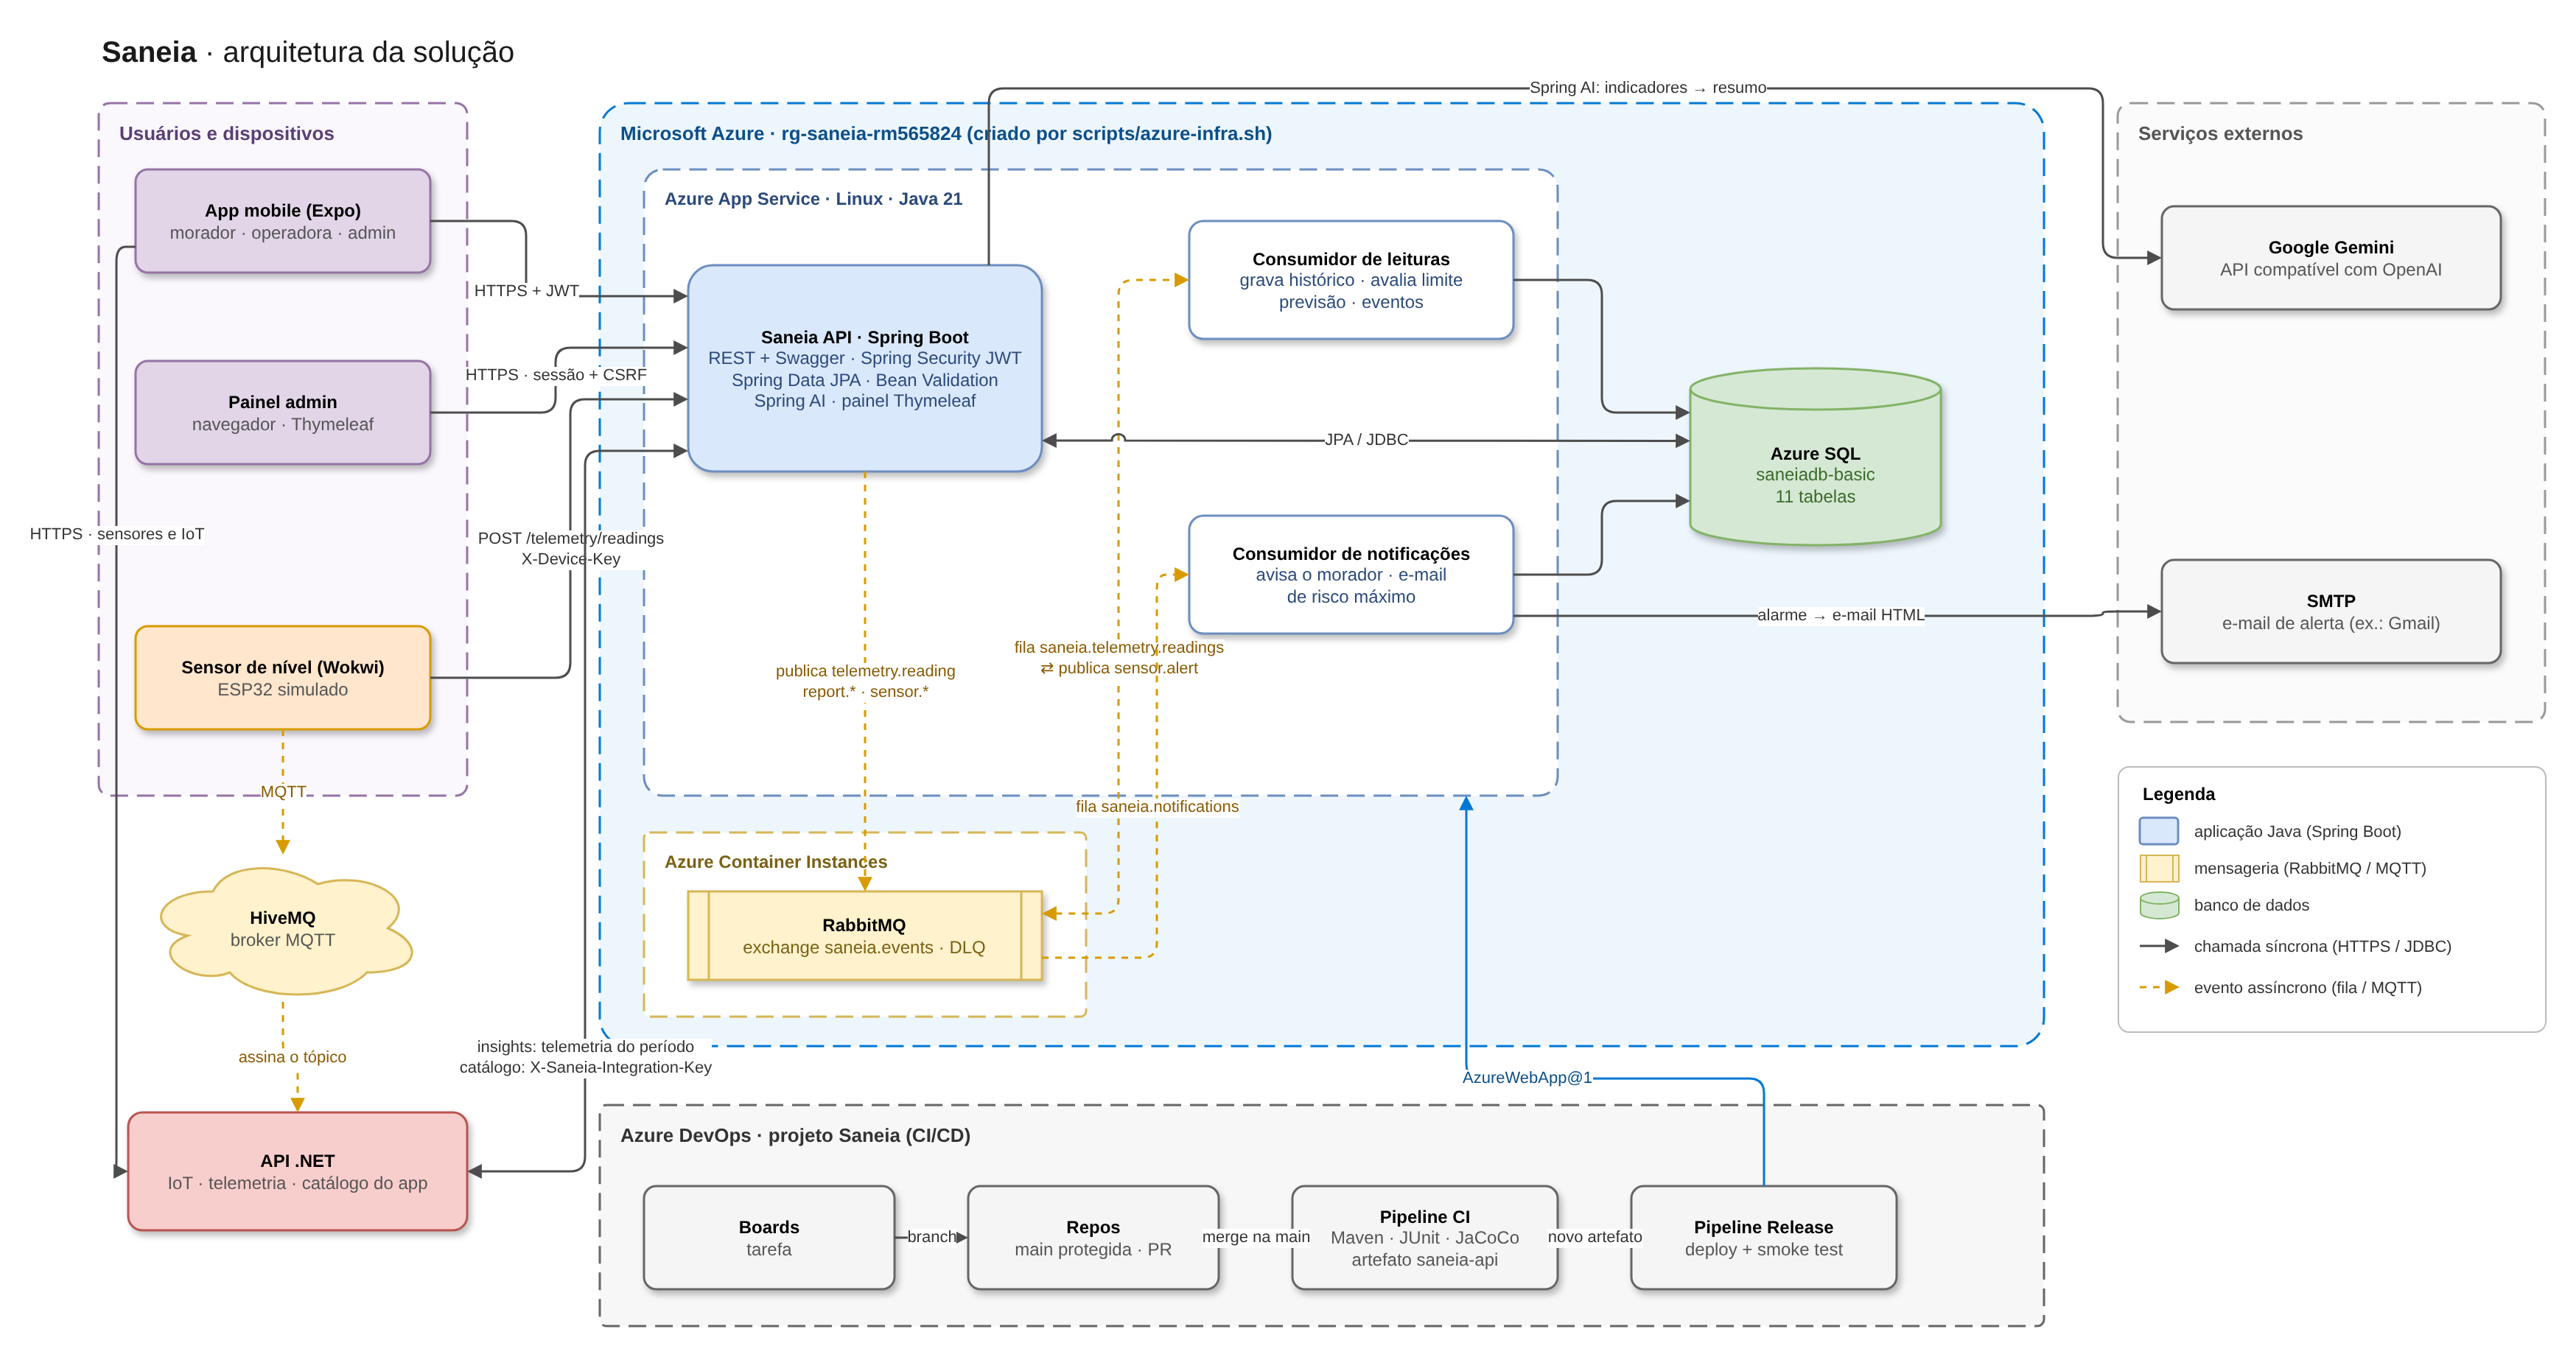 Saneia · arquitetura da solução
Spring AI: indicadores → resumo
Usuários e dispositivos
App mobile (Expo)
morador · operadora · admin
Painel admin
navegador · Thymeleaf
Sensor de nível (Wokwi)
ESP32 simulado
HTTPS + JWT
HTTPS · sessão + CSRF
HTTPS · sensores e IoT
POST /telemetry/readings
X-Device-Key
MQTT
HiveMQ
broker MQTT
assina o tópico
API .NET
IoT · telemetria · catálogo do app
insights: telemetria do período
catálogo: X-Saneia-Integration-Key
Microsoft Azure · rg-saneia-rm565824 (criado por scripts/azure-infra.sh)
Azure App Service · Linux · Java 21
Saneia API · Spring Boot
REST + Swagger · Spring Security JWT
Spring Data JPA · Bean Validation
Spring AI · painel Thymeleaf
Consumidor de leituras
grava histórico · avalia limite
previsão · eventos
JPA / JDBC
Consumidor de notificações
avisa o morador · e-mail
de risco máximo
Azure SQL
saneiadb-basic
11 tabelas
alarme → e-mail HTML
publica telemetry.reading
report.* · sensor.*
fila saneia.telemetry.readings
⇄ publica sensor.alert
fila saneia.notifications
Azure Container Instances
RabbitMQ
exchange saneia.events · DLQ
Serviços externos
Google Gemini
API compatível com OpenAI
SMTP
e-mail de alerta (ex.: Gmail)
Legenda
aplicação Java (Spring Boot)
mensageria (RabbitMQ / MQTT)
banco de dados
chamada síncrona (HTTPS / JDBC)
evento assíncrono (fila / MQTT)
AzureWebApp@1
Azure DevOps · projeto Saneia (CI/CD)
Boards
tarefa
branch
Repos
main protegida · PR
merge na main
Pipeline CI
Maven · JUnit · JaCoCo
artefato saneia-api
novo artefato
Pipeline Release
deploy + smoke test